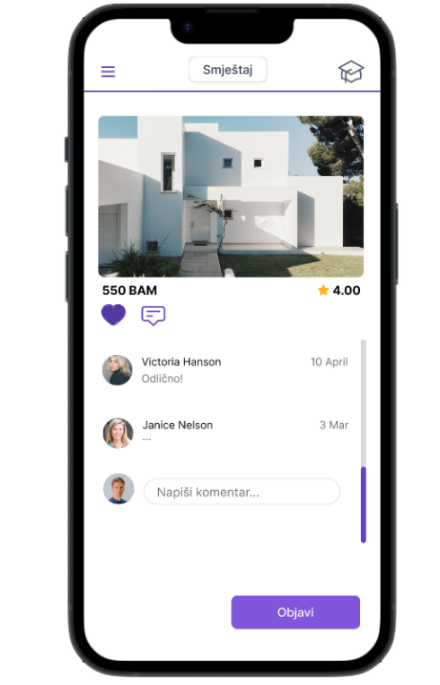 Smještaj
550 BAM 4.00
Victoria Hanson 10 April
Odlično!
Janice Nelson 3 Mar
...
Napiši komentar...
Objavi